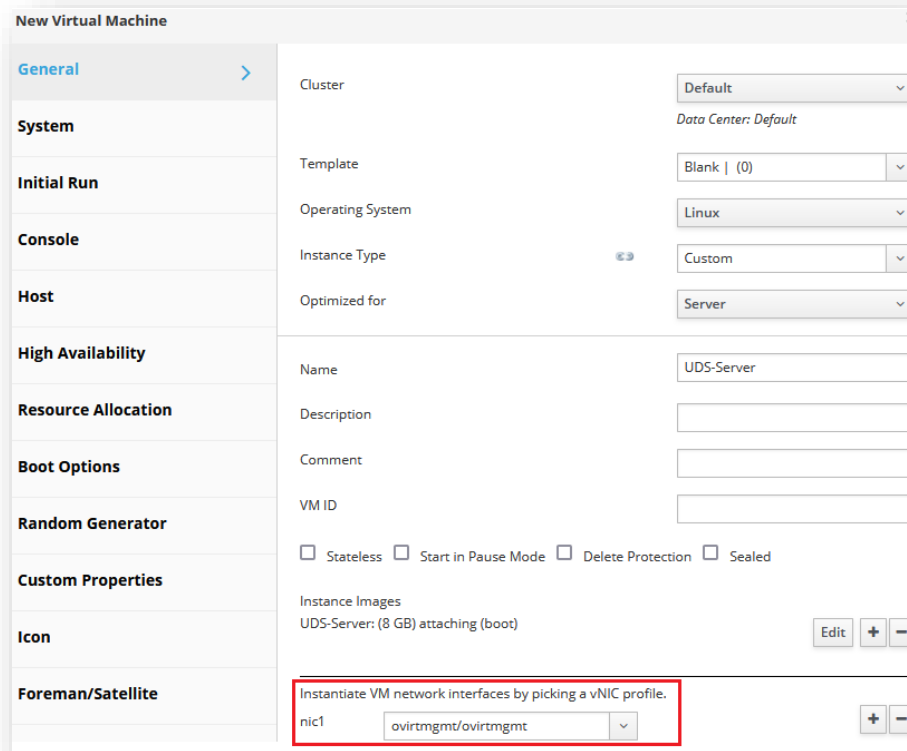 New Virtual Machine
General
System
Initial Run
Console
Host
High Availability
Resource Allocation
Boot Options
Random Generator
Custom Properties
Icon
Foreman/Satellite
Cluster
Default
Data Center: Default
Template
Blank | (0)
Operating System
Linux
Instance Type
Custom
Optimized for
Server
Name
UDS-Server
Description
Comment
VM ID
Stateless Start in Pause Mode Delete Protection Sealed
Instance Images
UDS-Server: (8 GB) attaching (boot)
Edit + −
Instantiate VM network interfaces by picking a vNIC profile.
nic1 ovirtmgmt/ovirtmgmt
+ −